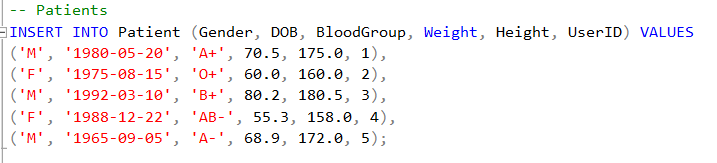 -- Patients
INSERT INTO Patient (Gender, DOB, BloodGroup, Weight, Height, UserID) VALUES
('M', '1980-05-20', 'A+', 70.5, 175.0, 1),
('F', '1975-08-15', 'O+', 60.0, 160.0, 2),
('M', '1992-03-10', 'B+', 80.2, 180.5, 3),
('F', '1988-12-22', 'AB-', 55.3, 158.0, 4),
('M', '1965-09-05', 'A-', 68.9, 172.0, 5);